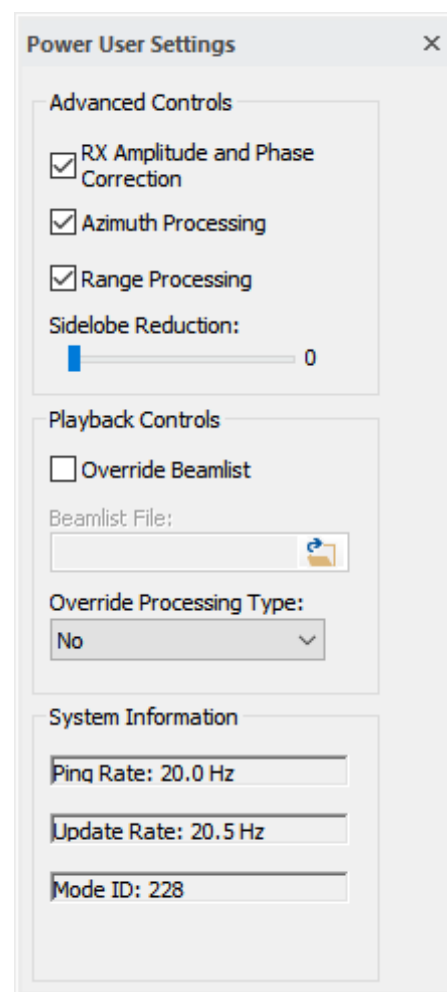 Power User Settings
Advanced Controls
RX Amplitude and Phase
Correction
Azimuth Processing
Range Processing
Sidelobe Reduction:
0
Playback Controls
Override Beamlist
Beamlist File:
Override Processing Type:
No
System Information
Ping Rate: 20.0 Hz
Update Rate: 20.5 Hz
Mode ID: 228